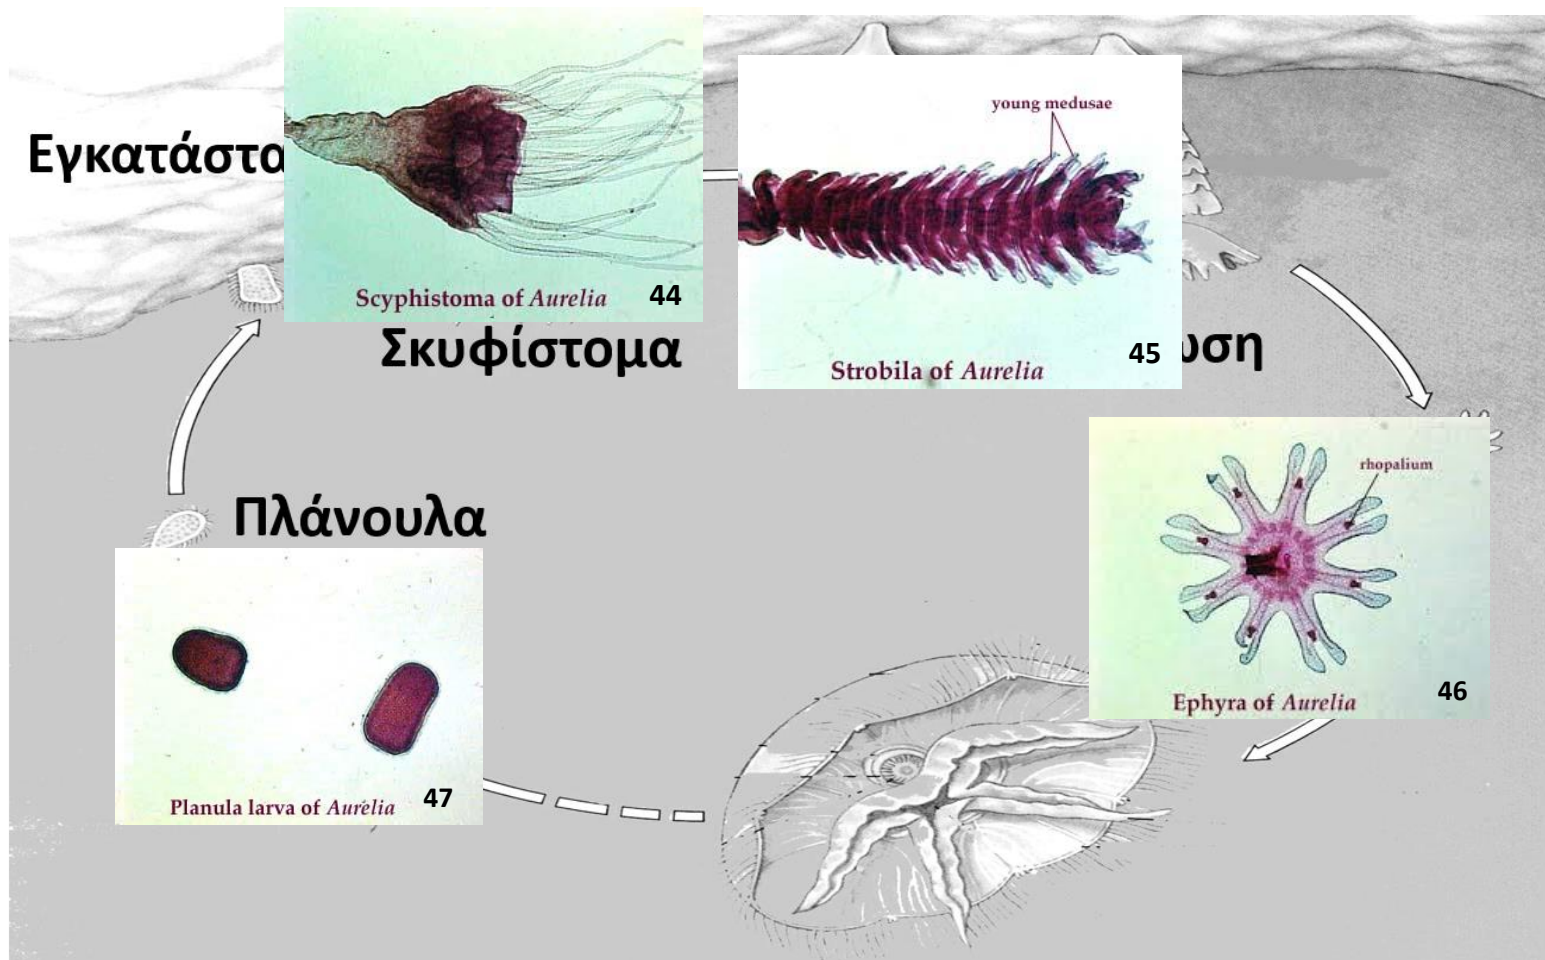 Εγκατάστα
young medusae
Scyphistoma of Aurelia 44
Σκυφίστομα
Strobila of Aurelia 45
ωση
rhopalium
Πλάνουλα
Ephyra of Aurelia 46
Planula larva of Aurelia 47